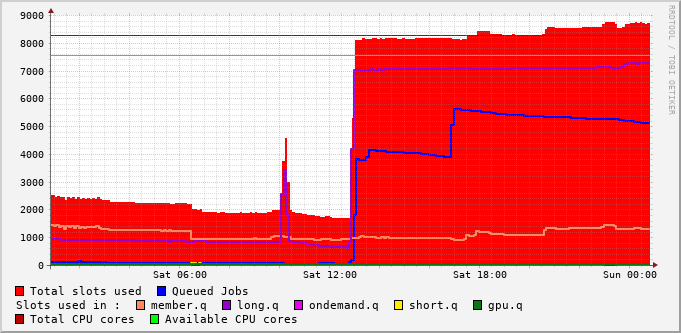 9000
8000
7000
6000
5000
4000
3000
2000
1000
0
Sat 06:00 Sat 12:00 Sat 18:00 Sun 00:00
RRDTOOL / TOBI OETIKER
Total slots used Queued Jobs
Slots used in : member.q long.q ondemand.q short.q gpu.q
Total CPU cores Available CPU cores